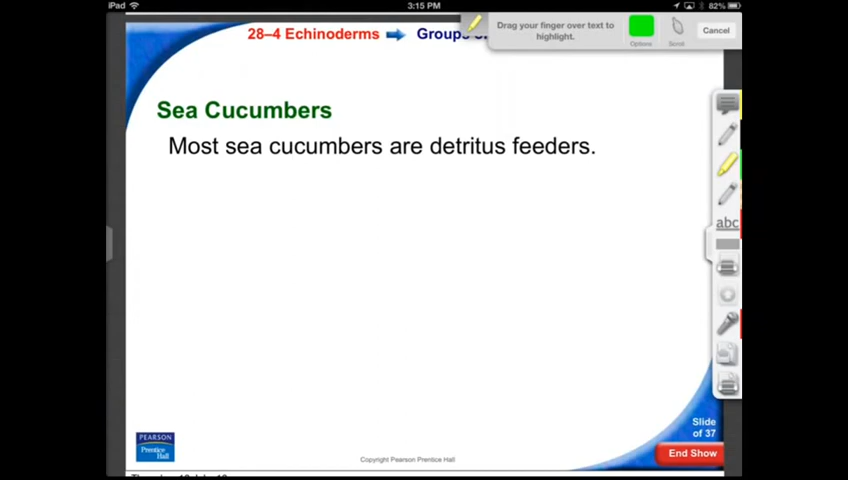 iPad 3:15 PM 82%
28–4 Echinoderms Groups
Drag your finger over text to
highlight.
Options
Scroll
Cancel
Sea Cucumbers
Most sea cucumbers are detritus feeders.
abc
Slide
of 37
End Show
PEARSON
Prentice
Hall
Copyright Pearson Prentice Hall